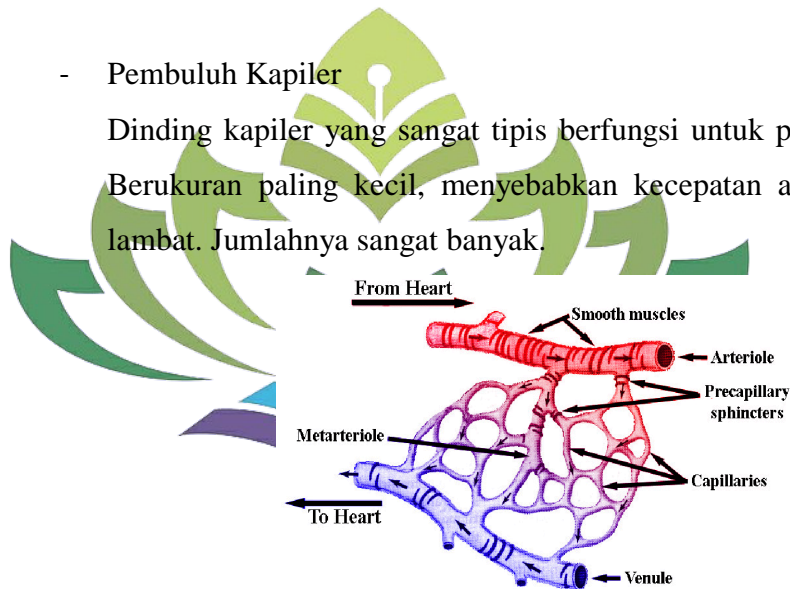 - Pembuluh Kapiler
Dinding kapiler yang sangat tipis berfungsi untuk p
Berukuran paling kecil, menyebabkan kecepatan a
lambat. Jumlahnya sangat banyak.
From Heart
Smooth muscles
Arteriole
Precapillary
sphincters
Metarteriole
Capillaries
To Heart
Venule